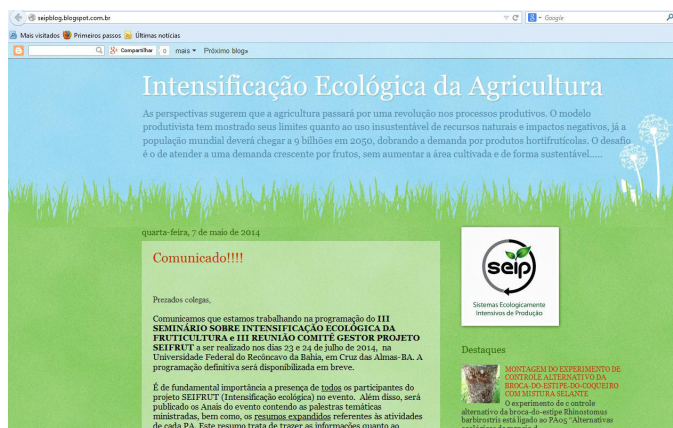 seipblog.blogspot.com.br
Google
Mais visitados Primeiros passos Últimas notícias
Compartilhar 0 mais Próximo blog»
Intensificação Ecológica da Agricultura
As perspectivas sugerem que a agricultura passará por uma revolução nos processos produtivos. O modelo
produtivista tem mostrado seus limites quanto ao uso insustentável de recursos naturais e impactos negativos, já a
população mundial deverá chegar a 9 bilhões em 2050, dobrando a demanda por produtos hortifrutícolas. O desafio
é o de atender a uma demanda crescente por frutos, sem aumentar a área cultivada e de forma sustentável.....
quarta-feira, 7 de maio de 2014
Comunicado!!!!
Prezados colegas,
Comunicamos que estamos trabalhando na programação do III
SEMINÁRIO SOBRE INTENSIFICAÇÃO ECOLÓGICA DA
FRUTICULTURA e III REUNIÃO COMITÊ GESTOR PROJETO
SEIFRUT a ser realizado nos dias 23 e 24 de julho de 2014, na
Universidade Federal do Recôncavo da Bahia, em Cruz das Almas-BA. A
programação definitiva será disponibilizada em breve.
É de fundamental importância a presença de todos os participantes do
projeto SEIFRUT (Intensificação ecológica) no evento. Além disso, será
publicado os Anais do evento contendo as palestras temáticas
ministradas, bem como, os resumos expandidos referentes às atividades
de cada PA. Este resumo trata de trazer as informações quanto ao
seip
Sistemas Ecologicamente
Intensivos de Produção
Destaques
MONTAGEM DO EXPERIMENTO DE
CONTROLE ALTERNATIVO DA
BROCA-DO-ESTIPE-DO-COQUEIRO
COM MISTURA SELANTE
O experimento de c ontrole
alternativo da broca-do-estipe Rhinostomus
barbirostris está ligado ao PA05 "Alternativas